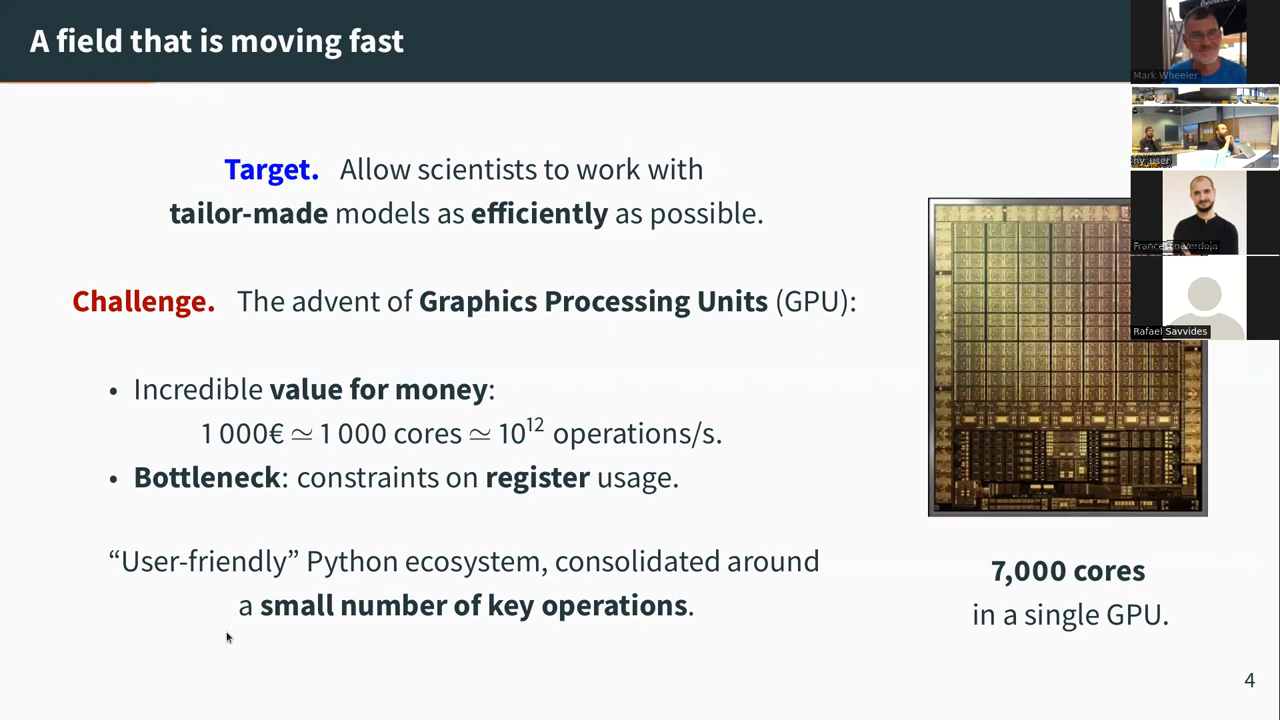 A field that is moving fast
Target. Allow scientists to work with
tailor-made models as efficiently as possible.
Challenge. The advent of Graphics Processing Units (GPU):
• Incredible value for money:
1 000€ ≃ 1 000 cores ≃ 10¹² operations/s.
• Bottleneck: constraints on register usage.
“User-friendly” Python ecosystem, consolidated around
a small number of key operations.
7,000 cores
in a single GPU.
4
Mark Wheeler
hy_user
Francesco Verdoja
Rafael Savvides